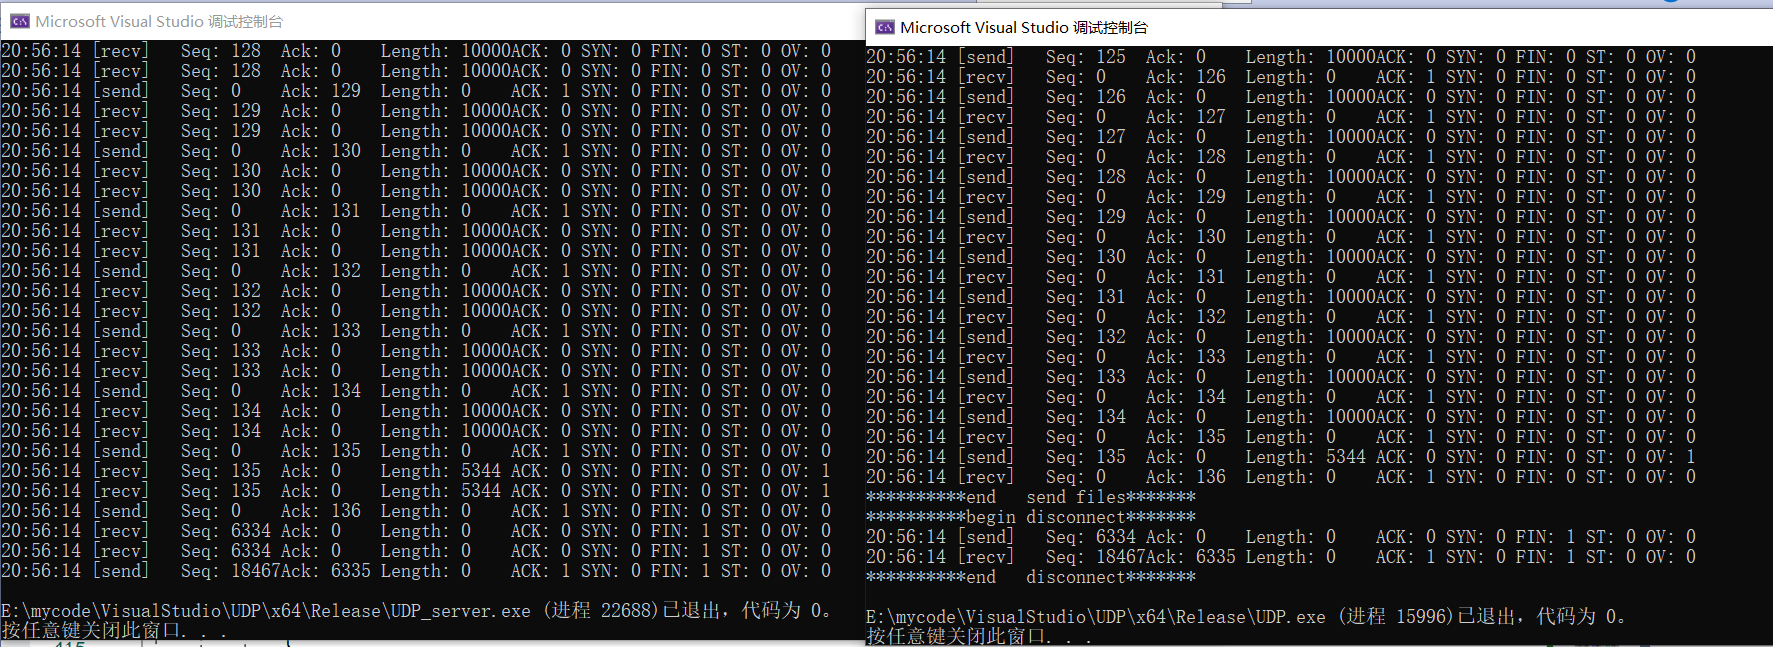 Microsoft Visual Studio 调试控制台
20:56:14 [recv] Seq: 128 Ack: 0 Length: 10000ACK: 0 SYN: 0 FIN: 0 ST: 0 OV: 0
20:56:14 [recv] Seq: 128 Ack: 0 Length: 10000ACK: 0 SYN: 0 FIN: 0 ST: 0 OV: 0
20:56:14 [send] Seq: 0 Ack: 129 Length: 0 ACK: 1 SYN: 0 FIN: 0 ST: 0 OV: 0
20:56:14 [recv] Seq: 129 Ack: 0 Length: 10000ACK: 0 SYN: 0 FIN: 0 ST: 0 OV: 0
20:56:14 [recv] Seq: 129 Ack: 0 Length: 10000ACK: 0 SYN: 0 FIN: 0 ST: 0 OV: 0
20:56:14 [send] Seq: 0 Ack: 130 Length: 0 ACK: 1 SYN: 0 FIN: 0 ST: 0 OV: 0
20:56:14 [recv] Seq: 130 Ack: 0 Length: 10000ACK: 0 SYN: 0 FIN: 0 ST: 0 OV: 0
20:56:14 [recv] Seq: 130 Ack: 0 Length: 10000ACK: 0 SYN: 0 FIN: 0 ST: 0 OV: 0
20:56:14 [send] Seq: 0 Ack: 131 Length: 0 ACK: 1 SYN: 0 FIN: 0 ST: 0 OV: 0
20:56:14 [recv] Seq: 131 Ack: 0 Length: 10000ACK: 0 SYN: 0 FIN: 0 ST: 0 OV: 0
20:56:14 [recv] Seq: 131 Ack: 0 Length: 10000ACK: 0 SYN: 0 FIN: 0 ST: 0 OV: 0
20:56:14 [send] Seq: 0 Ack: 132 Length: 0 ACK: 1 SYN: 0 FIN: 0 ST: 0 OV: 0
20:56:14 [recv] Seq: 132 Ack: 0 Length: 10000ACK: 0 SYN: 0 FIN: 0 ST: 0 OV: 0
20:56:14 [recv] Seq: 132 Ack: 0 Length: 10000ACK: 0 SYN: 0 FIN: 0 ST: 0 OV: 0
20:56:14 [send] Seq: 0 Ack: 133 Length: 0 ACK: 1 SYN: 0 FIN: 0 ST: 0 OV: 0
20:56:14 [recv] Seq: 133 Ack: 0 Length: 10000ACK: 0 SYN: 0 FIN: 0 ST: 0 OV: 0
20:56:14 [recv] Seq: 133 Ack: 0 Length: 10000ACK: 0 SYN: 0 FIN: 0 ST: 0 OV: 0
20:56:14 [send] Seq: 0 Ack: 134 Length: 0 ACK: 1 SYN: 0 FIN: 0 ST: 0 OV: 0
20:56:14 [recv] Seq: 134 Ack: 0 Length: 10000ACK: 0 SYN: 0 FIN: 0 ST: 0 OV: 0
20:56:14 [recv] Seq: 134 Ack: 0 Length: 10000ACK: 0 SYN: 0 FIN: 0 ST: 0 OV: 0
20:56:14 [send] Seq: 0 Ack: 135 Length: 0 ACK: 1 SYN: 0 FIN: 0 ST: 0 OV: 0
20:56:14 [recv] Seq: 135 Ack: 0 Length: 5344 ACK: 0 SYN: 0 FIN: 0 ST: 0 OV: 1
20:56:14 [recv] Seq: 135 Ack: 0 Length: 5344 ACK: 0 SYN: 0 FIN: 0 ST: 0 OV: 1
20:56:14 [send] Seq: 0 Ack: 136 Length: 0 ACK: 1 SYN: 0 FIN: 0 ST: 0 OV: 0
20:56:14 [recv] Seq: 6334 Ack: 0 Length: 0 ACK: 0 SYN: 0 FIN: 1 ST: 0 OV: 0
20:56:14 [recv] Seq: 6334 Ack: 0 Length: 0 ACK: 0 SYN: 0 FIN: 1 ST: 0 OV: 0
20:56:14 [send] Seq: 18467Ack: 6335 Length: 0 ACK: 1 SYN: 0 FIN: 1 ST: 0 OV: 0
E:\mycode\VisualStudio\UDP\x64\Release\UDP_server.exe (进程 22688)已退出，代码为 0。
按任意键关闭此窗口. . .
Microsoft Visual Studio 调试控制台
20:56:14 [send] Seq: 125 Ack: 0 Length: 10000ACK: 0 SYN: 0 FIN: 0 ST: 0 OV: 0
20:56:14 [recv] Seq: 0 Ack: 126 Length: 0 ACK: 1 SYN: 0 FIN: 0 ST: 0 OV: 0
20:56:14 [send] Seq: 126 Ack: 0 Length: 10000ACK: 0 SYN: 0 FIN: 0 ST: 0 OV: 0
20:56:14 [recv] Seq: 0 Ack: 127 Length: 0 ACK: 1 SYN: 0 FIN: 0 ST: 0 OV: 0
20:56:14 [send] Seq: 127 Ack: 0 Length: 10000ACK: 0 SYN: 0 FIN: 0 ST: 0 OV: 0
20:56:14 [recv] Seq: 0 Ack: 128 Length: 0 ACK: 1 SYN: 0 FIN: 0 ST: 0 OV: 0
20:56:14 [send] Seq: 128 Ack: 0 Length: 10000ACK: 0 SYN: 0 FIN: 0 ST: 0 OV: 0
20:56:14 [recv] Seq: 0 Ack: 129 Length: 0 ACK: 1 SYN: 0 FIN: 0 ST: 0 OV: 0
20:56:14 [send] Seq: 129 Ack: 0 Length: 10000ACK: 0 SYN: 0 FIN: 0 ST: 0 OV: 0
20:56:14 [recv] Seq: 0 Ack: 130 Length: 0 ACK: 1 SYN: 0 FIN: 0 ST: 0 OV: 0
20:56:14 [send] Seq: 130 Ack: 0 Length: 10000ACK: 0 SYN: 0 FIN: 0 ST: 0 OV: 0
20:56:14 [recv] Seq: 0 Ack: 131 Length: 0 ACK: 1 SYN: 0 FIN: 0 ST: 0 OV: 0
20:56:14 [send] Seq: 131 Ack: 0 Length: 10000ACK: 0 SYN: 0 FIN: 0 ST: 0 OV: 0
20:56:14 [recv] Seq: 0 Ack: 132 Length: 0 ACK: 1 SYN: 0 FIN: 0 ST: 0 OV: 0
20:56:14 [send] Seq: 132 Ack: 0 Length: 10000ACK: 0 SYN: 0 FIN: 0 ST: 0 OV: 0
20:56:14 [recv] Seq: 0 Ack: 133 Length: 0 ACK: 1 SYN: 0 FIN: 0 ST: 0 OV: 0
20:56:14 [send] Seq: 133 Ack: 0 Length: 10000ACK: 0 SYN: 0 FIN: 0 ST: 0 OV: 0
20:56:14 [recv] Seq: 0 Ack: 134 Length: 0 ACK: 1 SYN: 0 FIN: 0 ST: 0 OV: 0
20:56:14 [send] Seq: 134 Ack: 0 Length: 10000ACK: 0 SYN: 0 FIN: 0 ST: 0 OV: 0
20:56:14 [recv] Seq: 0 Ack: 135 Length: 0 ACK: 1 SYN: 0 FIN: 0 ST: 0 OV: 0
20:56:14 [send] Seq: 135 Ack: 0 Length: 5344 ACK: 0 SYN: 0 FIN: 0 ST: 0 OV: 1
20:56:14 [recv] Seq: 0 Ack: 136 Length: 0 ACK: 1 SYN: 0 FIN: 0 ST: 0 OV: 0
**********end send files*******
**********begin disconnect*******
20:56:14 [send] Seq: 6334 Ack: 0 Length: 0 ACK: 0 SYN: 0 FIN: 1 ST: 0 OV: 0
20:56:14 [recv] Seq: 18467Ack: 6335 Length: 0 ACK: 1 SYN: 0 FIN: 1 ST: 0 OV: 0
**********end disconnect*******
E:\mycode\VisualStudio\UDP\x64\Release\UDP.exe (进程 15996)已退出，代码为 0。
按任意键关闭此窗口. . .